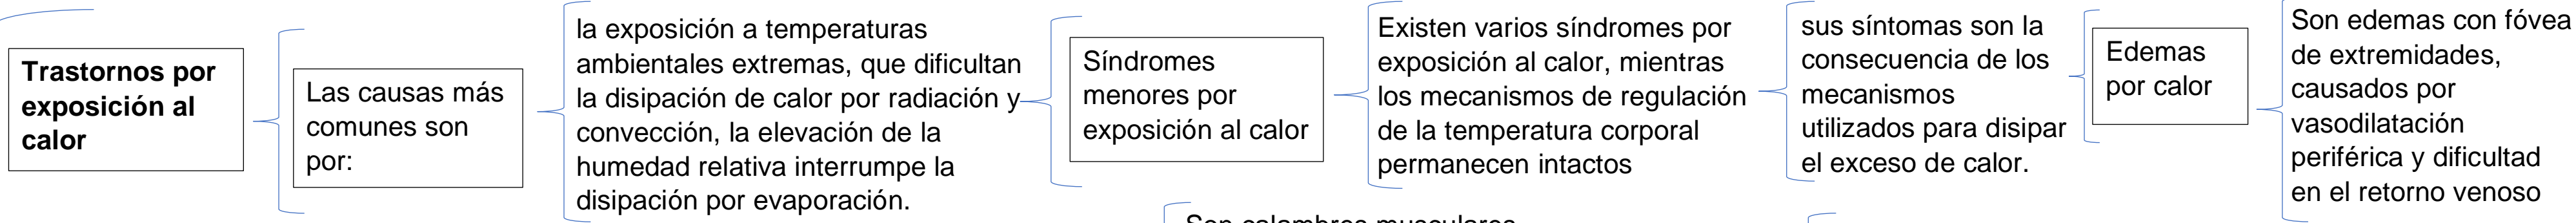 Trastornos por
exposición al
calor
Las causas más
comunes son
por:
la exposición a temperaturas
ambientales extremas, que dificultan
la disipación de calor por radiación y
convección, la elevación de la
humedad relativa interrumpe la
disipación por evaporación.
Síndromes
menores por
exposición al calor
Existen varios síndromes por
exposición al calor, mientras
los mecanismos de regulación
de la temperatura corporal
permanecen intactos
sus síntomas son la
consecuencia de los
mecanismos
utilizados para disipar
el exceso de calor.
Edemas
por calor
Son edemas con fóvea
de extremidades,
causados por
vasodilatación
periférica y dificultad
en el retorno venoso
Son calambres musculares